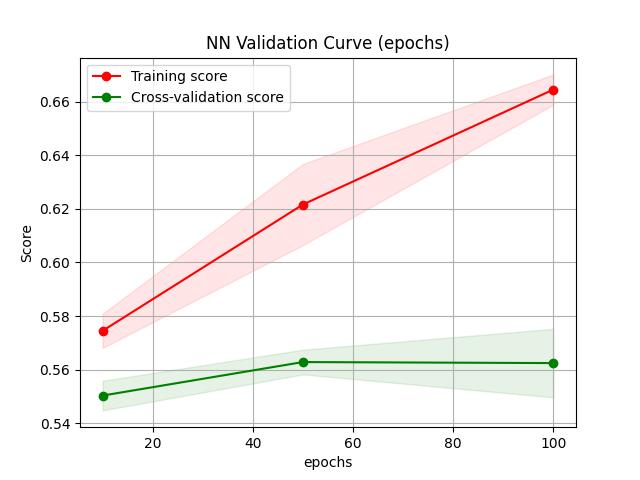 NN Validation Curve (epochs)
Training score
Cross-validation score
0.66
0.64
0.62
0.60
0.58
0.56
0.54
Score
20
40
60
80
100
epochs